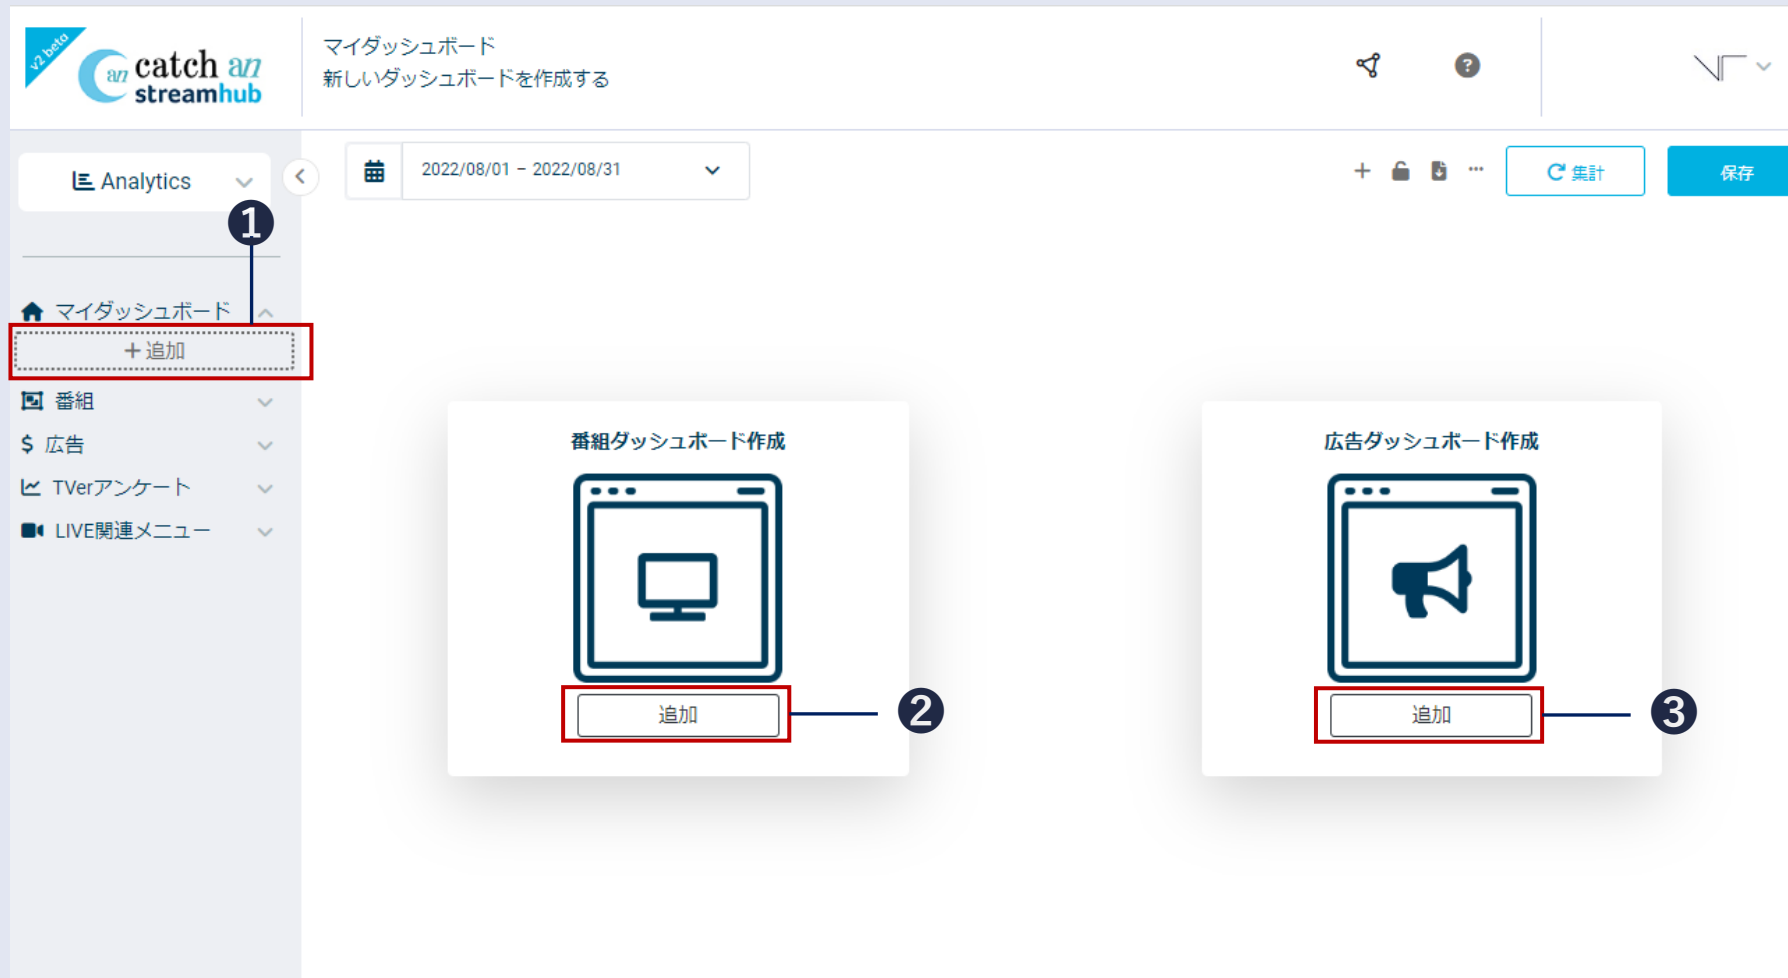 v2 beta
an catch an
streamhub
マイダッシュボード
新しいダッシュボードを作成する
?
Analytics
2022/08/01 − 2022/08/31
集計
保存
1
マイダッシュボード
+ 追加
番組
$ 広告
TVerアンケート
LIVE関連メニュー
番組ダッシュボード作成
追加
2
広告ダッシュボード作成
追加
3